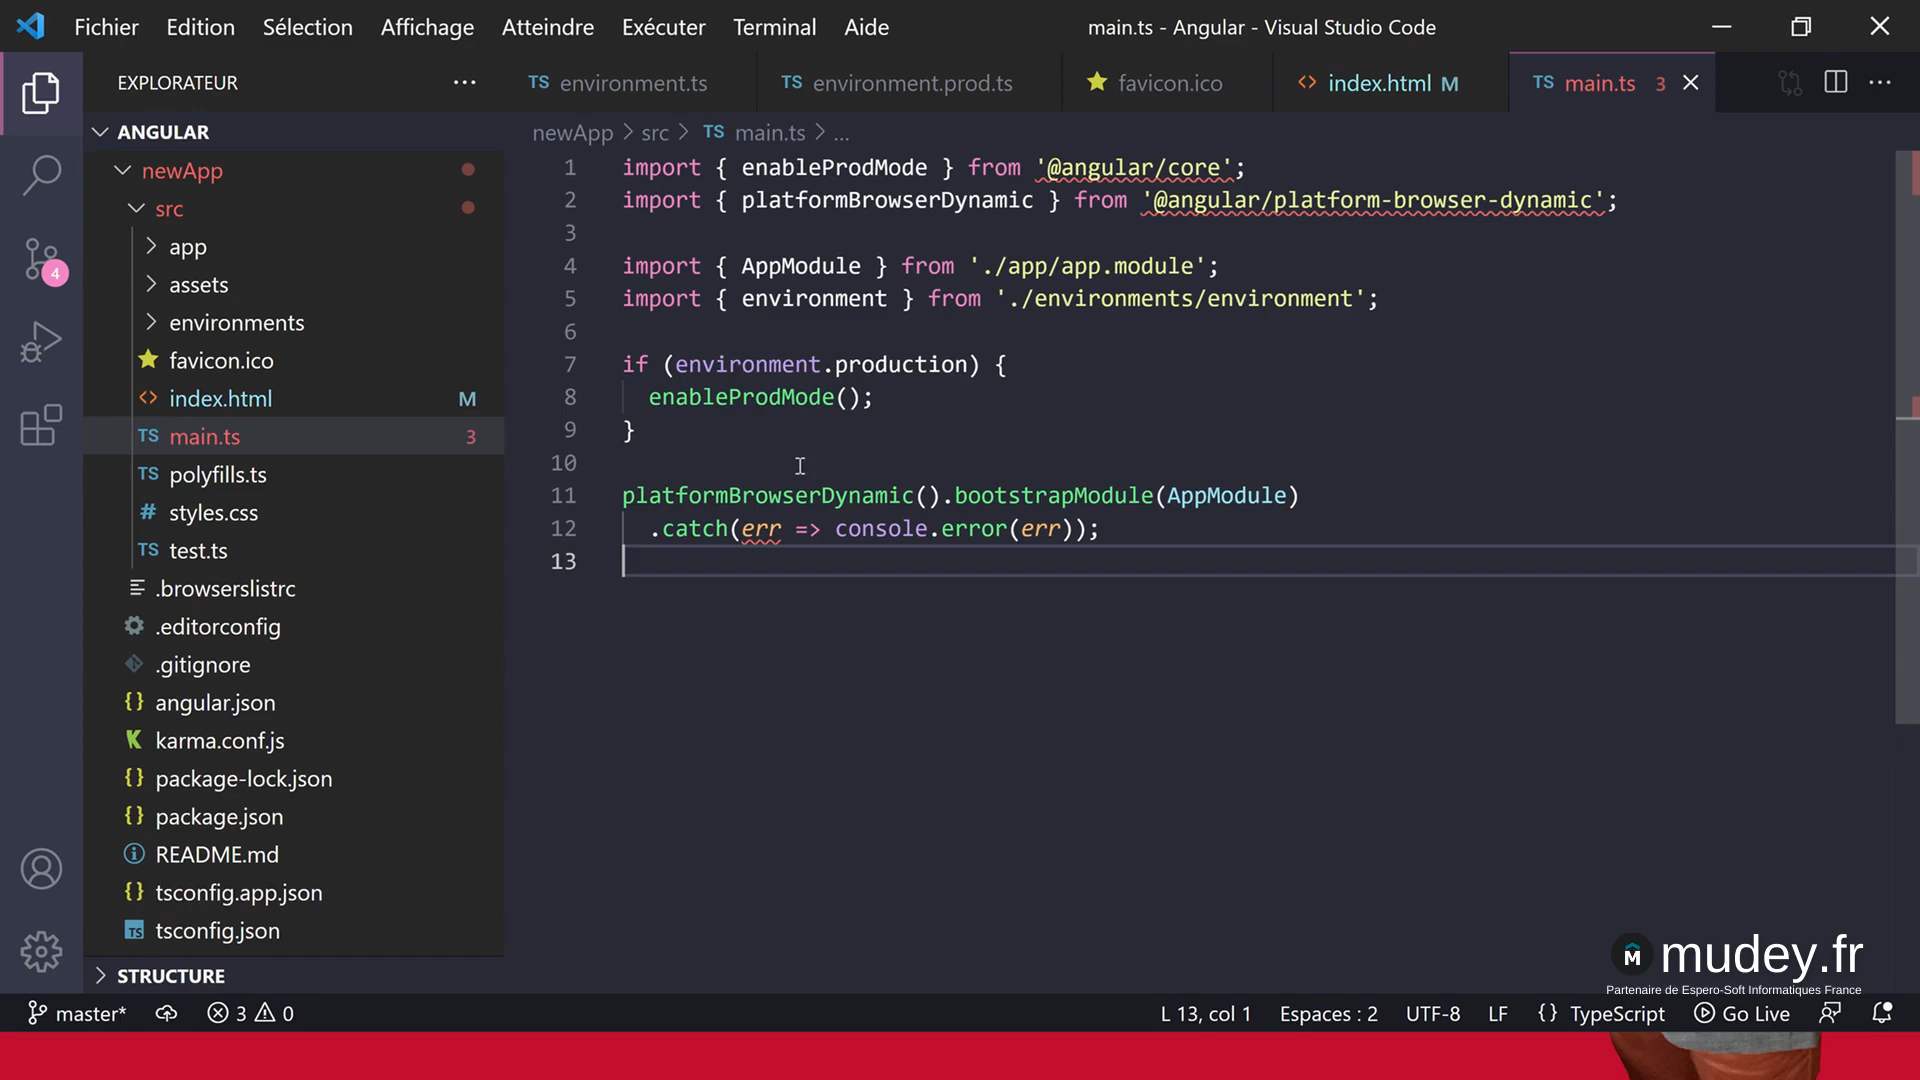 Fichier Edition Sélection Affichage Atteindre Exécuter Terminal Aide main.ts - Angular - Visual Studio Code
EXPLORATEUR
TS environment.ts TS environment.prod.ts favicon.ico <> index.html M TS main.ts 3
ANGULAR
newApp > src > TS main.ts > ...
newApp
src
app
assets
4
environments
favicon.ico
<> index.html M
TS main.ts 3
TS polyfills.ts
# styles.css
TS test.ts
.browserslistrc
.editorconfig
.gitignore
{} angular.json
karma.conf.js
{} package-lock.json
{} package.json
README.md
{} tsconfig.app.json
TS tsconfig.json
STRUCTURE
1 import { enableProdMode } from '@angular/core';
2 import { platformBrowserDynamic } from '@angular/platform-browser-dynamic';
3
4 import { AppModule } from './app/app.module';
5 import { environment } from './environments/environment';
6
7 if (environment.production) {
8 enableProdMode();
9 }
10
11 platformBrowserDynamic().bootstrapModule(AppModule)
12 .catch(err => console.error(err));
13
M mudey.fr
Partenaire de Espero-Soft Informatiques France
master* 3 0 L 13, col 1 Espaces : 2 UTF-8 LF {} TypeScript Go Live